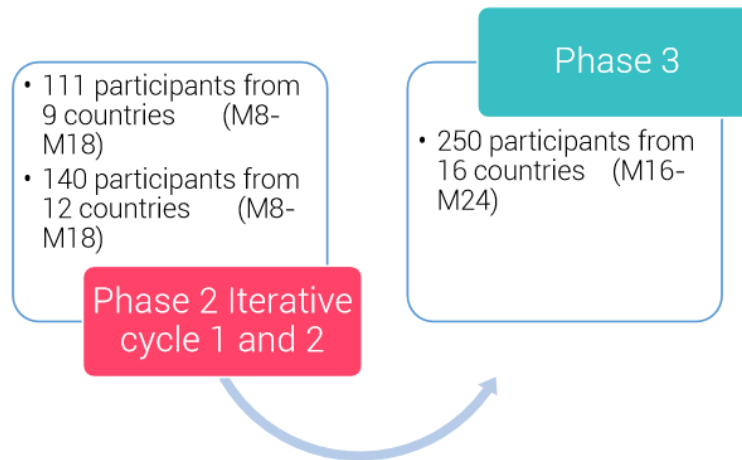 • 111 participants from
9 countries (M8-
M18)
• 140 participants from
12 countries (M8-
M18)
Phase 2 Iterative
cycle 1 and 2
Phase 3
• 250 participants from
16 countries (M16-
M24)